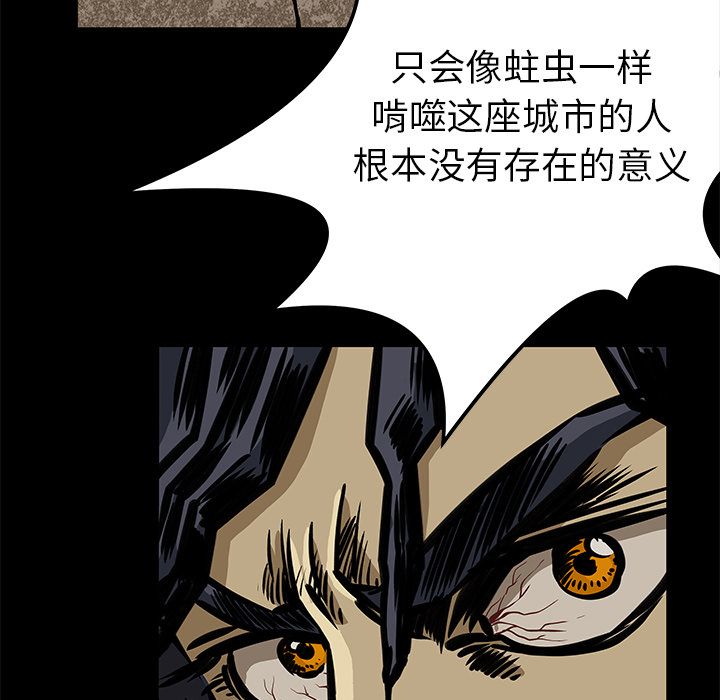 只会像蛀虫一样
啃噬这座城市的人
根本没有存在的意义